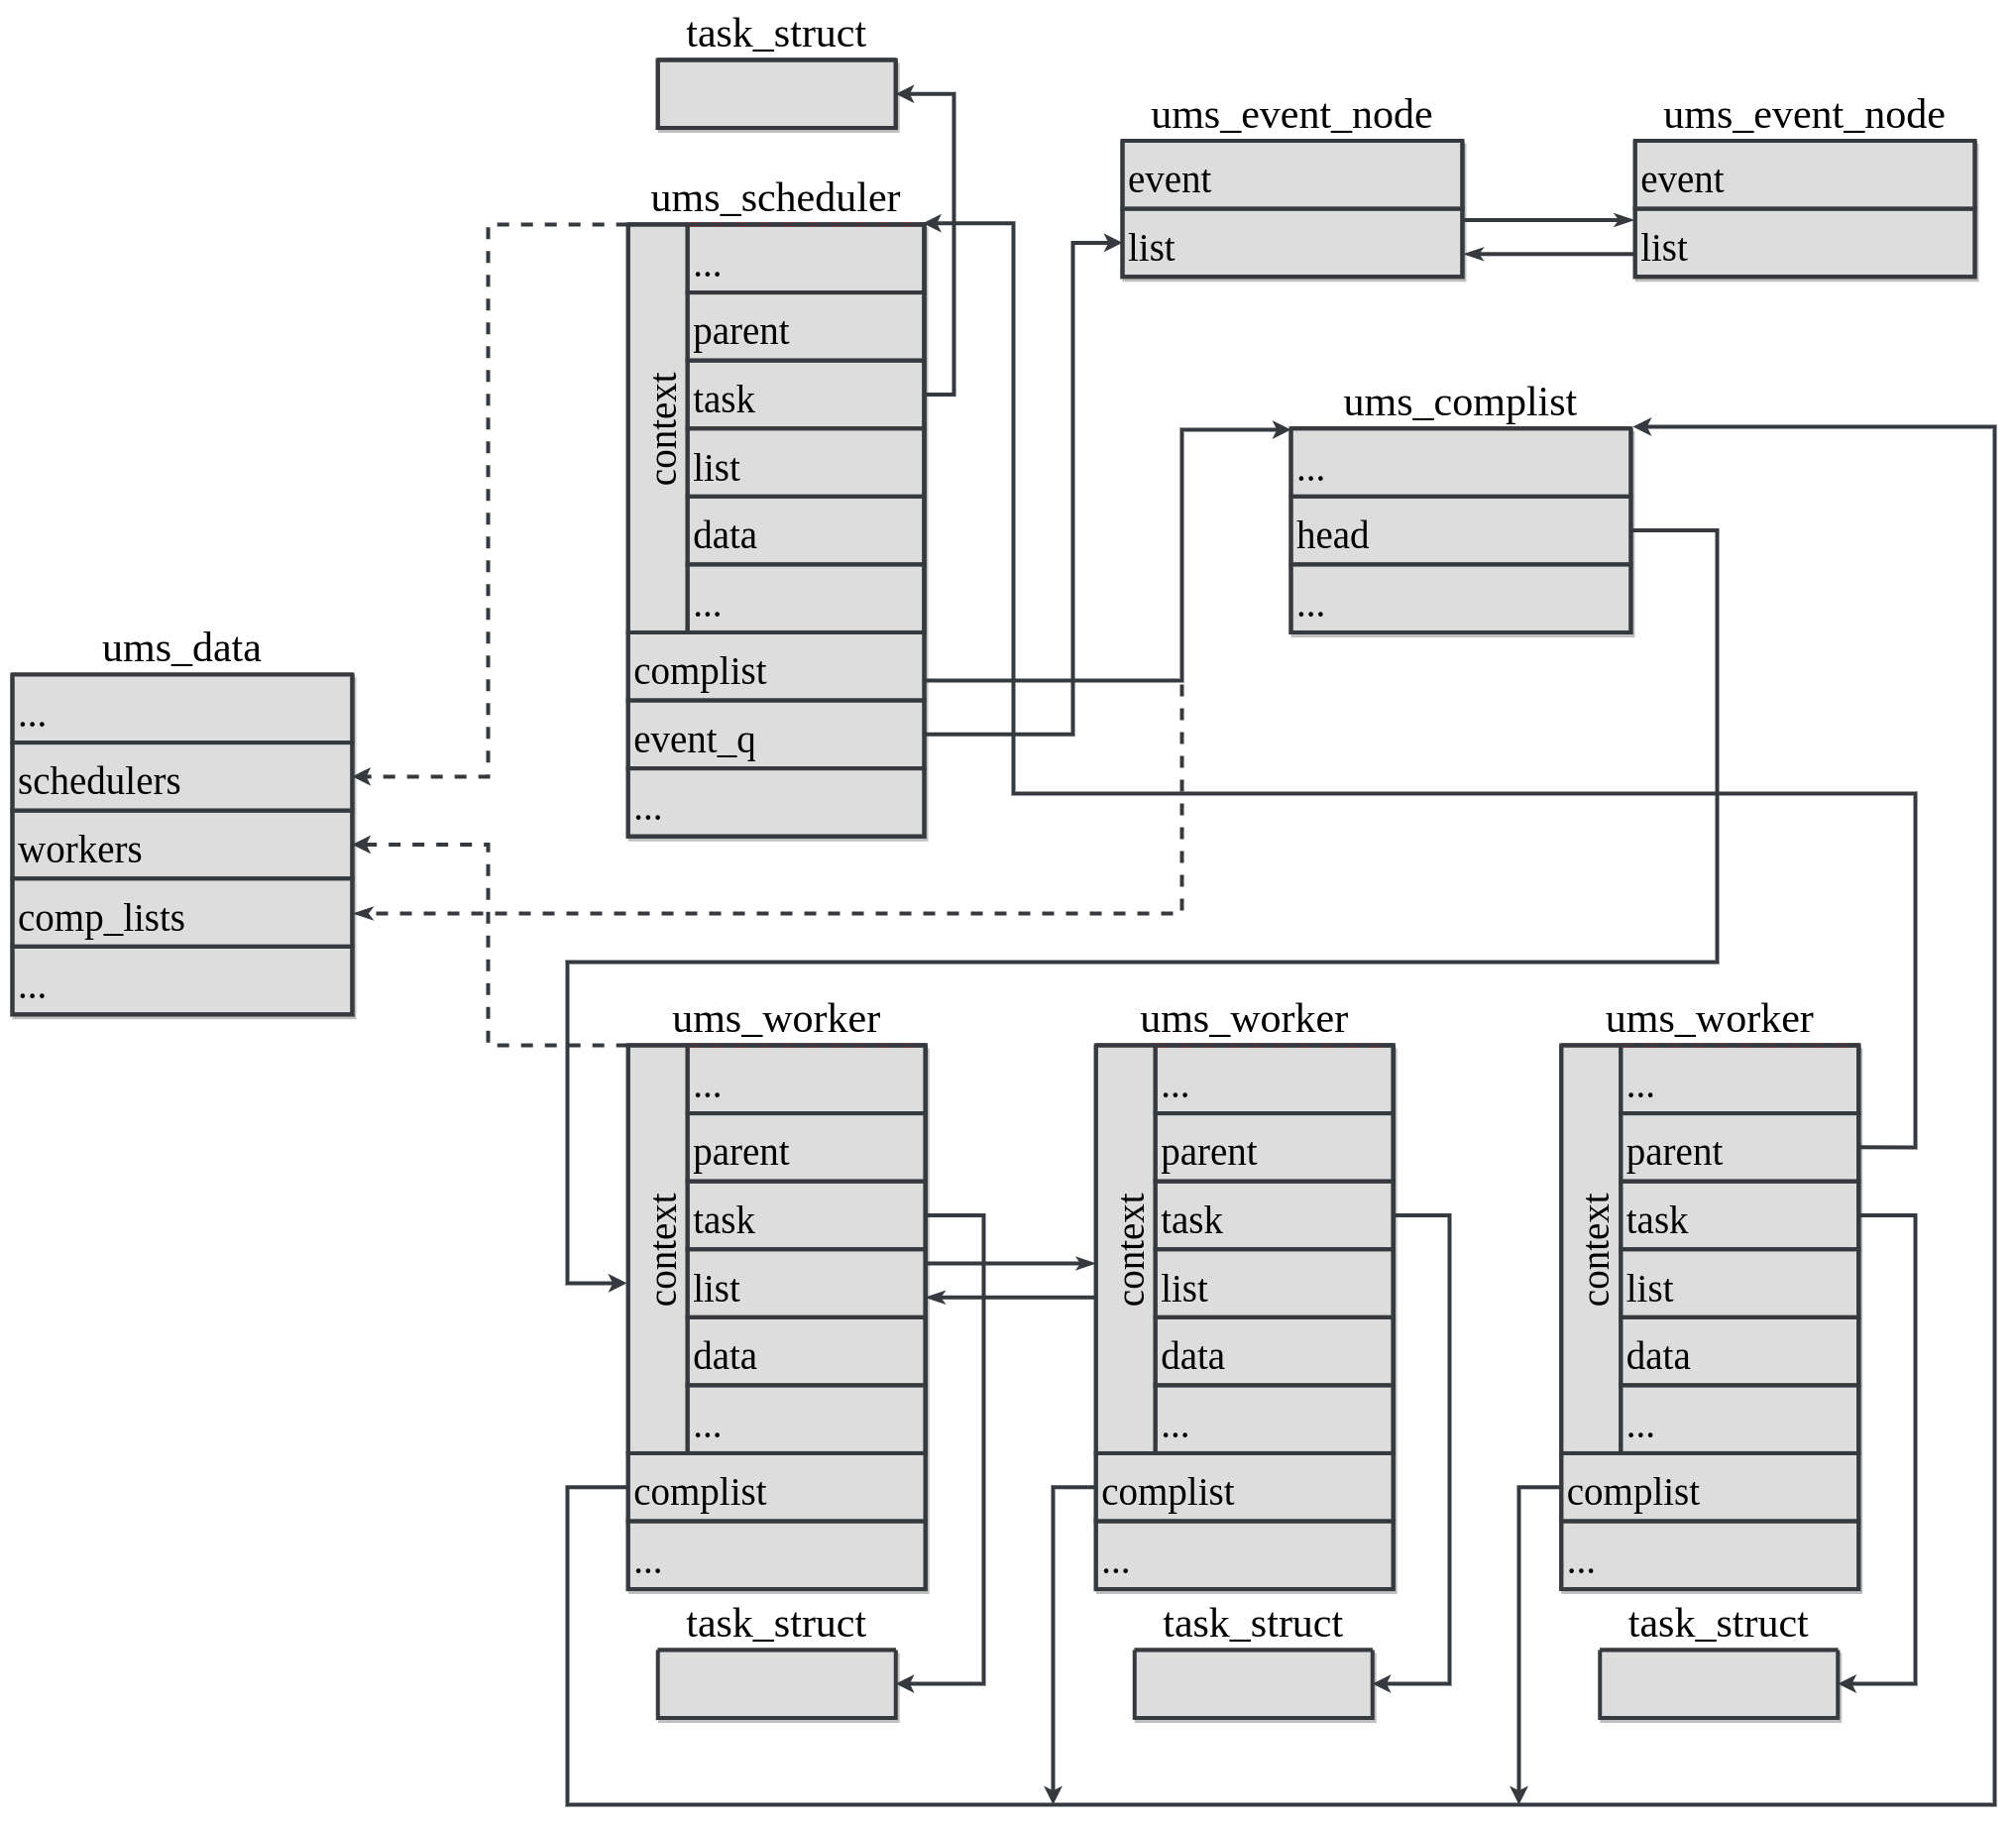 task_struct
ums_event_node
event
list
ums_event_node
event
list
ums_scheduler
context
...
parent
task
list
data
...
complist
event_q
...
ums_complist
...
head
...
ums_data
...
schedulers
workers
comp_lists
...
ums_worker
context
...
parent
task
list
data
...
complist
...
task_struct
ums_worker
context
...
parent
task
list
data
...
complist
...
task_struct
ums_worker
context
...
parent
task
list
data
...
complist
...
task_struct